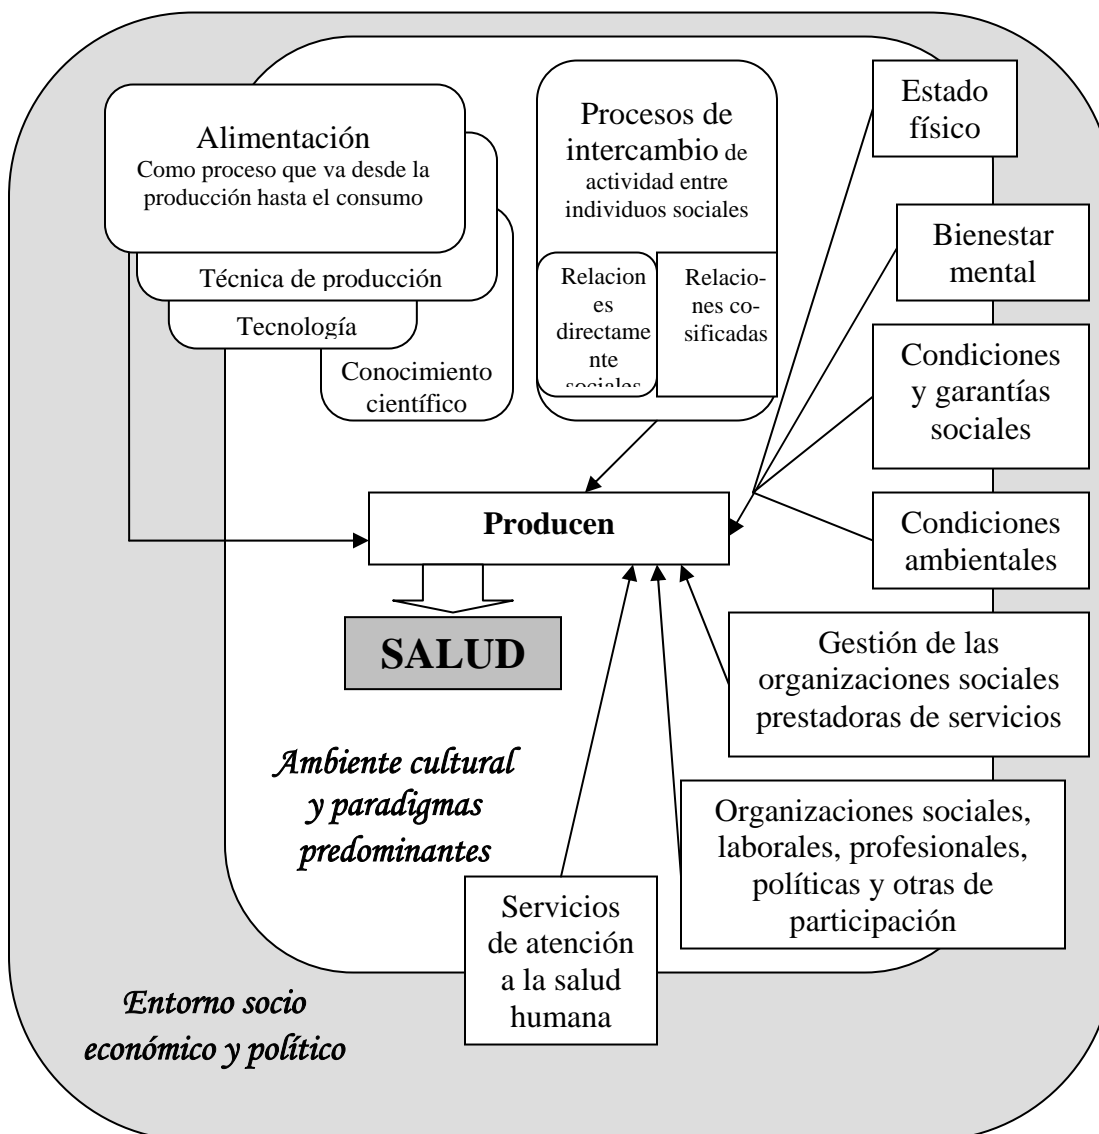 Alimentación
Como proceso que va desde la
producción hasta el consumo
Técnica de producción
Tecnología
Conocimiento
científico
Procesos de
intercambio de
actividad entre
individuos sociales
Relacion
es
directame
nte
sociales
Relacio-
nes co-
sificadas
Estado
físico
Bienestar
mental
Condiciones
y garantías
sociales
Condiciones
ambientales
Producen
SALUD
Gestión de las
organizaciones sociales
prestadoras de servicios
Ambiente cultural
y paradigmas
predominantes
Organizaciones sociales,
laborales, profesionales,
políticas y otras de
participación
Servicios
de atención
a la salud
humana
Entorno socio
económico y político